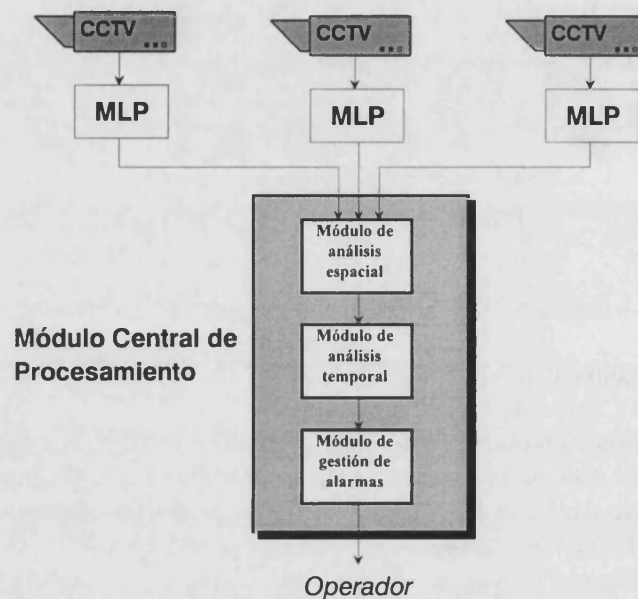 CCTV
CCTV
CCTV
MLP
MLP
MLP
Módulo de
análisis
espacial
Módulo Central de
Procesamiento
Módulo de
análisis
temporal
Módulo de
gestión de
alarmas
Operador